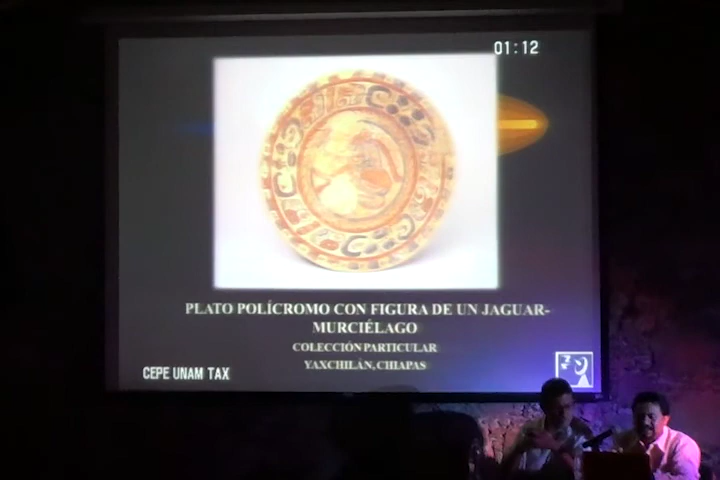 01:12
PLATO POLÍCROMO CON FIGURA DE UN JAGUAR-
MURCIÉLAGO
COLECCIÓN PARTICULAR
YAXCHILÁN, CHIAPAS
CEPE UNAM TAX